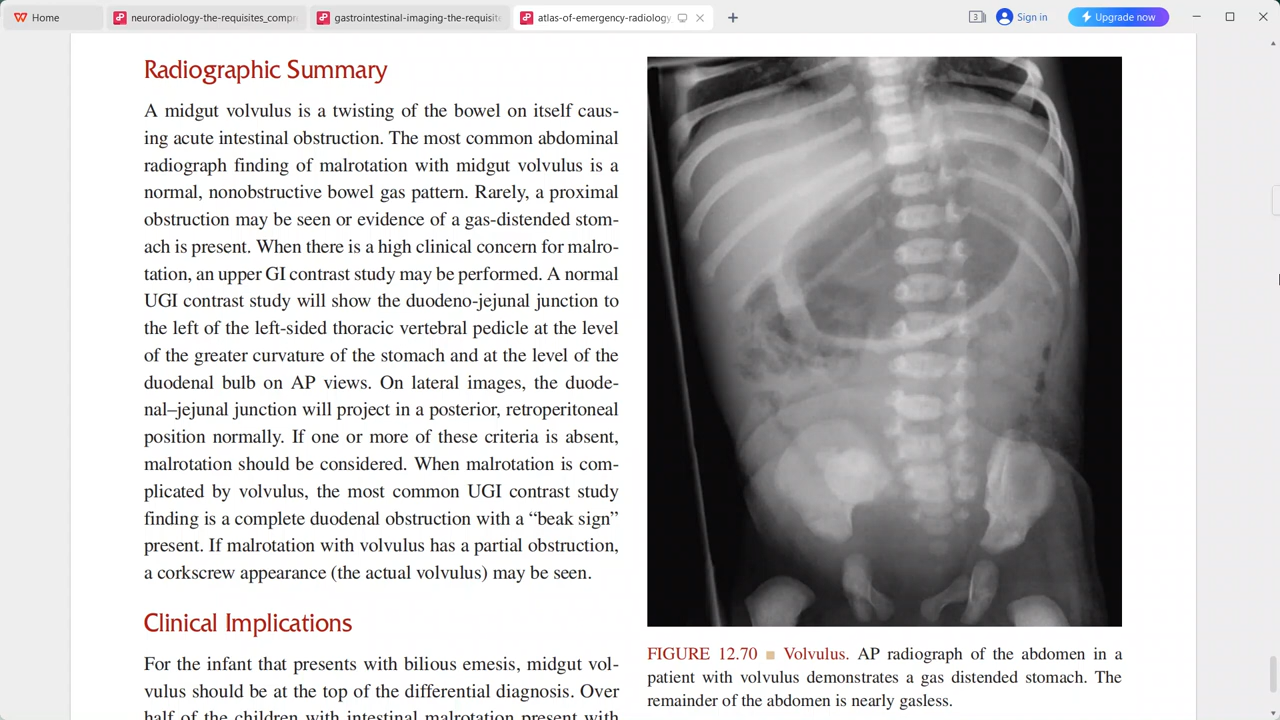 Home
neuroradiology-the-requisites_compr
gastrointestinal-imaging-the-requisite
atlas-of-emergency-radiology
3
Sign in
Upgrade now
Radiographic Summary
A midgut volvulus is a twisting of the bowel on itself caus-
ing acute intestinal obstruction. The most common abdominal
radiograph finding of malrotation with midgut volvulus is a
normal, nonobstructive bowel gas pattern. Rarely, a proximal
obstruction may be seen or evidence of a gas-distended stom-
ach is present. When there is a high clinical concern for malro-
tation, an upper GI contrast study may be performed. A normal
UGI contrast study will show the duodeno-jejunal junction to
the left of the left-sided thoracic vertebral pedicle at the level
of the greater curvature of the stomach and at the level of the
duodenal bulb on AP views. On lateral images, the duode-
nal–jejunal junction will project in a posterior, retroperitoneal
position normally. If one or more of these criteria is absent,
malrotation should be considered. When malrotation is com-
plicated by volvulus, the most common UGI contrast study
finding is a complete duodenal obstruction with a “beak sign”
present. If malrotation with volvulus has a partial obstruction,
a corkscrew appearance (the actual volvulus) may be seen.
Clinical Implications
For the infant that presents with bilious emesis, midgut vol-
vulus should be at the top of the differential diagnosis. Over
half of the children with intestinal malrotation present with
FIGURE 12.70 ■ Volvulus. AP radiograph of the abdomen in a
patient with volvulus demonstrates a gas distended stomach. The
remainder of the abdomen is nearly gasless.